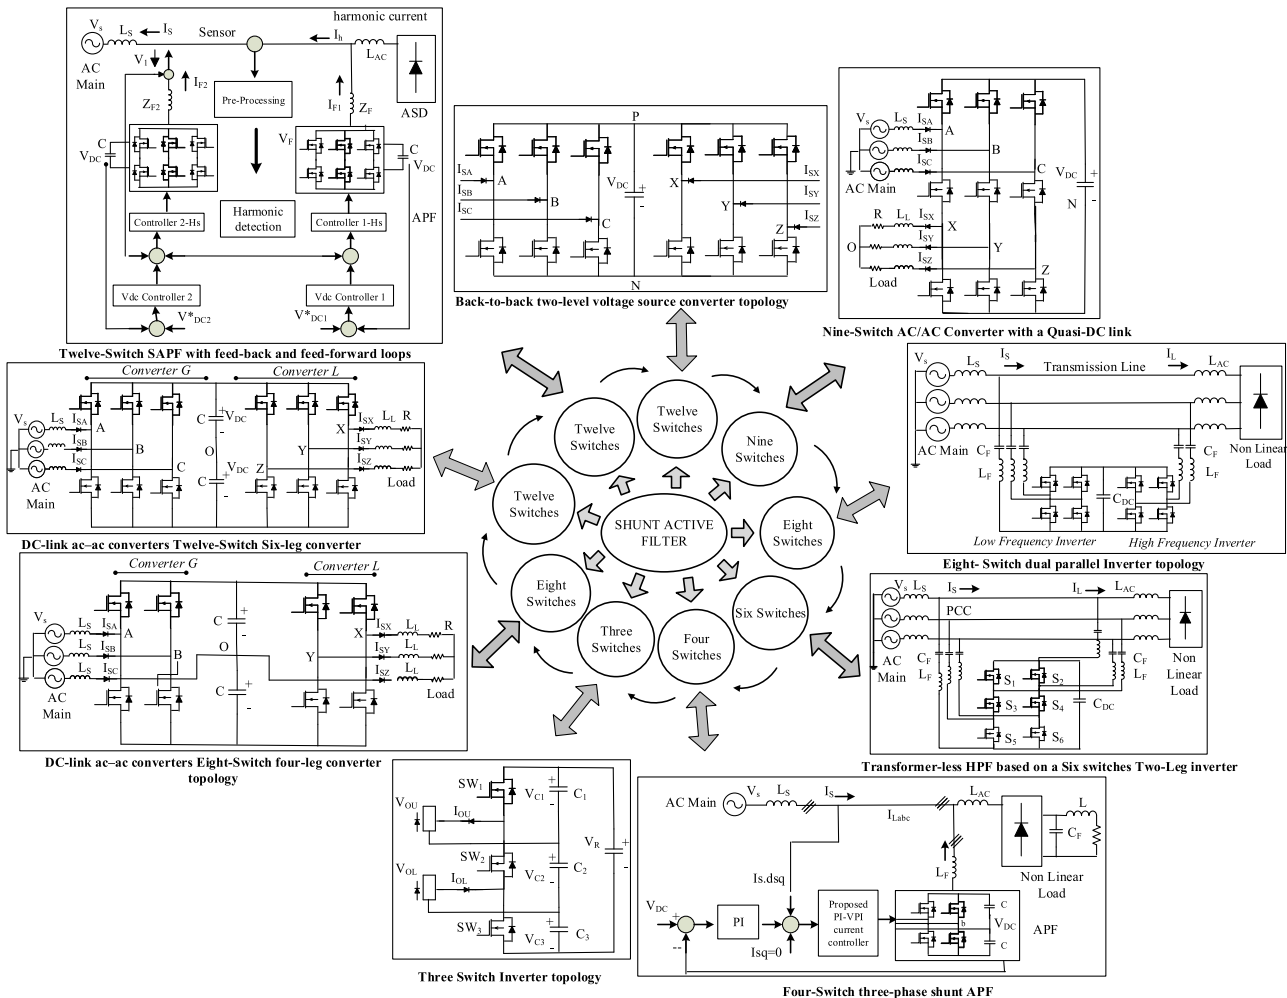 harmonic current
Vs
LS
IS
Sensor
Ih
LAC
V1
AC
Main
IF2
ZF2
Pre-Processing
IF1
ZF
ASD
C
VDC
VF
C
VDC
Controller 2-Hs
Harmonic
detection
Controller 1-Hs
APF
Vdc Controller 2
Vdc Controller 1
V*DC2
V*DC1
Twelve-Switch SAPF with feed-back and feed-forward loops
P
ISA
A
ISB
B
ISC
C
VDC
+
-
X
ISX
Y
ISY
Z
ISZ
N
Back-to-back two-level voltage source converter topology
Vs
LS
ISA
A
ISB
B
ISC
C
AC Main
VDC
+
N
-
R
LL
ISX
X
O
ISY
Y
ISZ
Z
Load
Nine-Switch AC/AC Converter with a Quasi-DC link
Converter G
Converter L
Vs
LS
ISA
A
ISB
B
ISC
C
AC
Main
C
+
VDC
-
O
C
VDC
+
-
X
ISX
LL
R
Y
ISY
Z
ISZ
Load
DC-link ac–ac converters Twelve-Switch Six-leg converter
Vs
LS
IS
Transmission Line
IL
LAC
AC Main
CF
LF
CDC
CF
LF
Non Linear
Load
Low Frequency Inverter
High Frequency Inverter
Eight- Switch dual parallel Inverter topology
Twelve
Switches
Twelve
Switches
Nine
Switches
Twelve
Switches
SHUNT ACTIVE
FILTER
Eight
Switches
Eight
Switches
Six Switches
Three
Switches
Four
Switches
Converter G
Converter L
Vs
LS
ISA
A
LS
ISB
B
LS
ISC
AC
Main
C
+
-
O
C
+
-
X
ISX
LL
R
Y
ISY
LL
ISZ
LL
Load
DC-link ac–ac converters Eight-Switch four-leg converter
topology
Vs
LS
IS
IL
LAC
PCC
AC
Main
CF
LF
S1
S2
S3
S4
S5
S6
CDC
CF
LF
Non
Linear
Load
Transformer-less HPF based on a Six switches Two-Leg inverter
SW1
VC1
+
-
C1
VOU
IOU
VR
+
-
SW2
VC2
+
-
C2
VOL
IOL
SW3
VC3
+
-
C3
Three Switch Inverter topology
AC Main
Vs
LS
IS
ILabc
LAC
L
CF
Non Linear
Load
LF
Is.dsq
VDC
+
--
PI
Isq=0
Proposed
PI-VPI
current
controller
b
C
VDC
C
APF
Four-Switch three-phase shunt APF